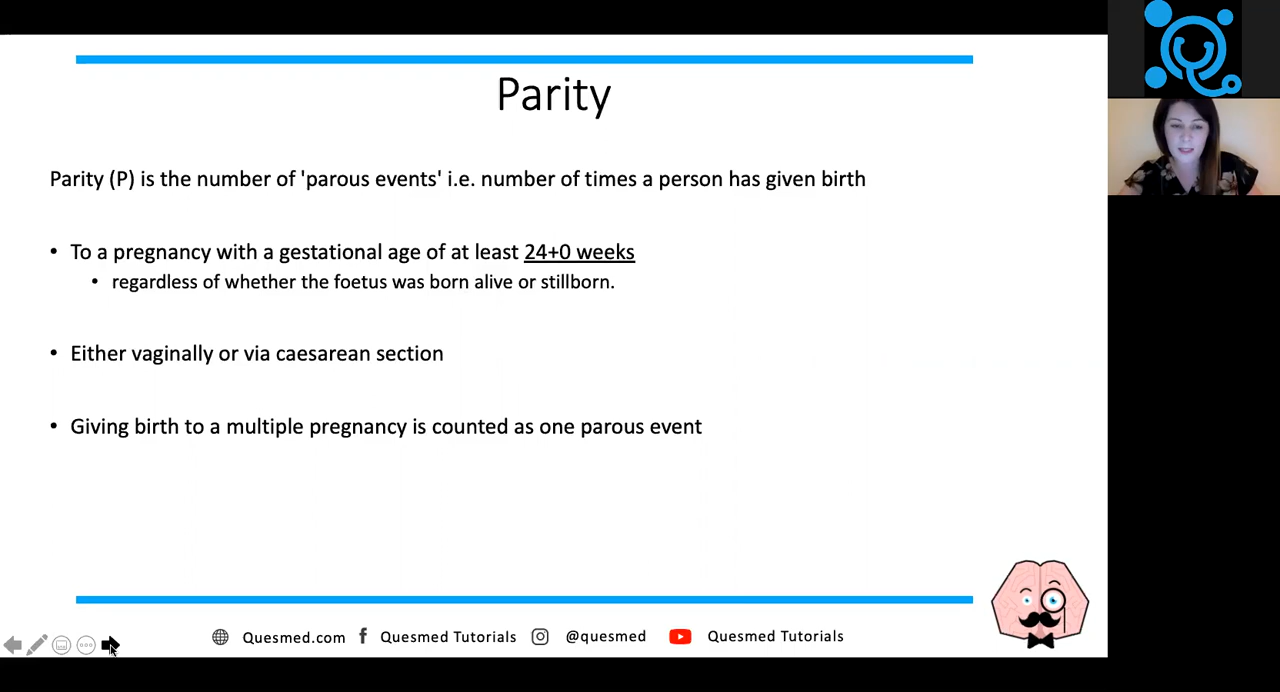 Parity
Parity (P) is the number of 'parous events' i.e. number of times a person has given birth
• To a pregnancy with a gestational age of at least 24+0 weeks
• regardless of whether the foetus was born alive or stillborn.
• Either vaginally or via caesarean section
• Giving birth to a multiple pregnancy is counted as one parous event
Quesmed.com Quesmed Tutorials @quesmed Quesmed Tutorials